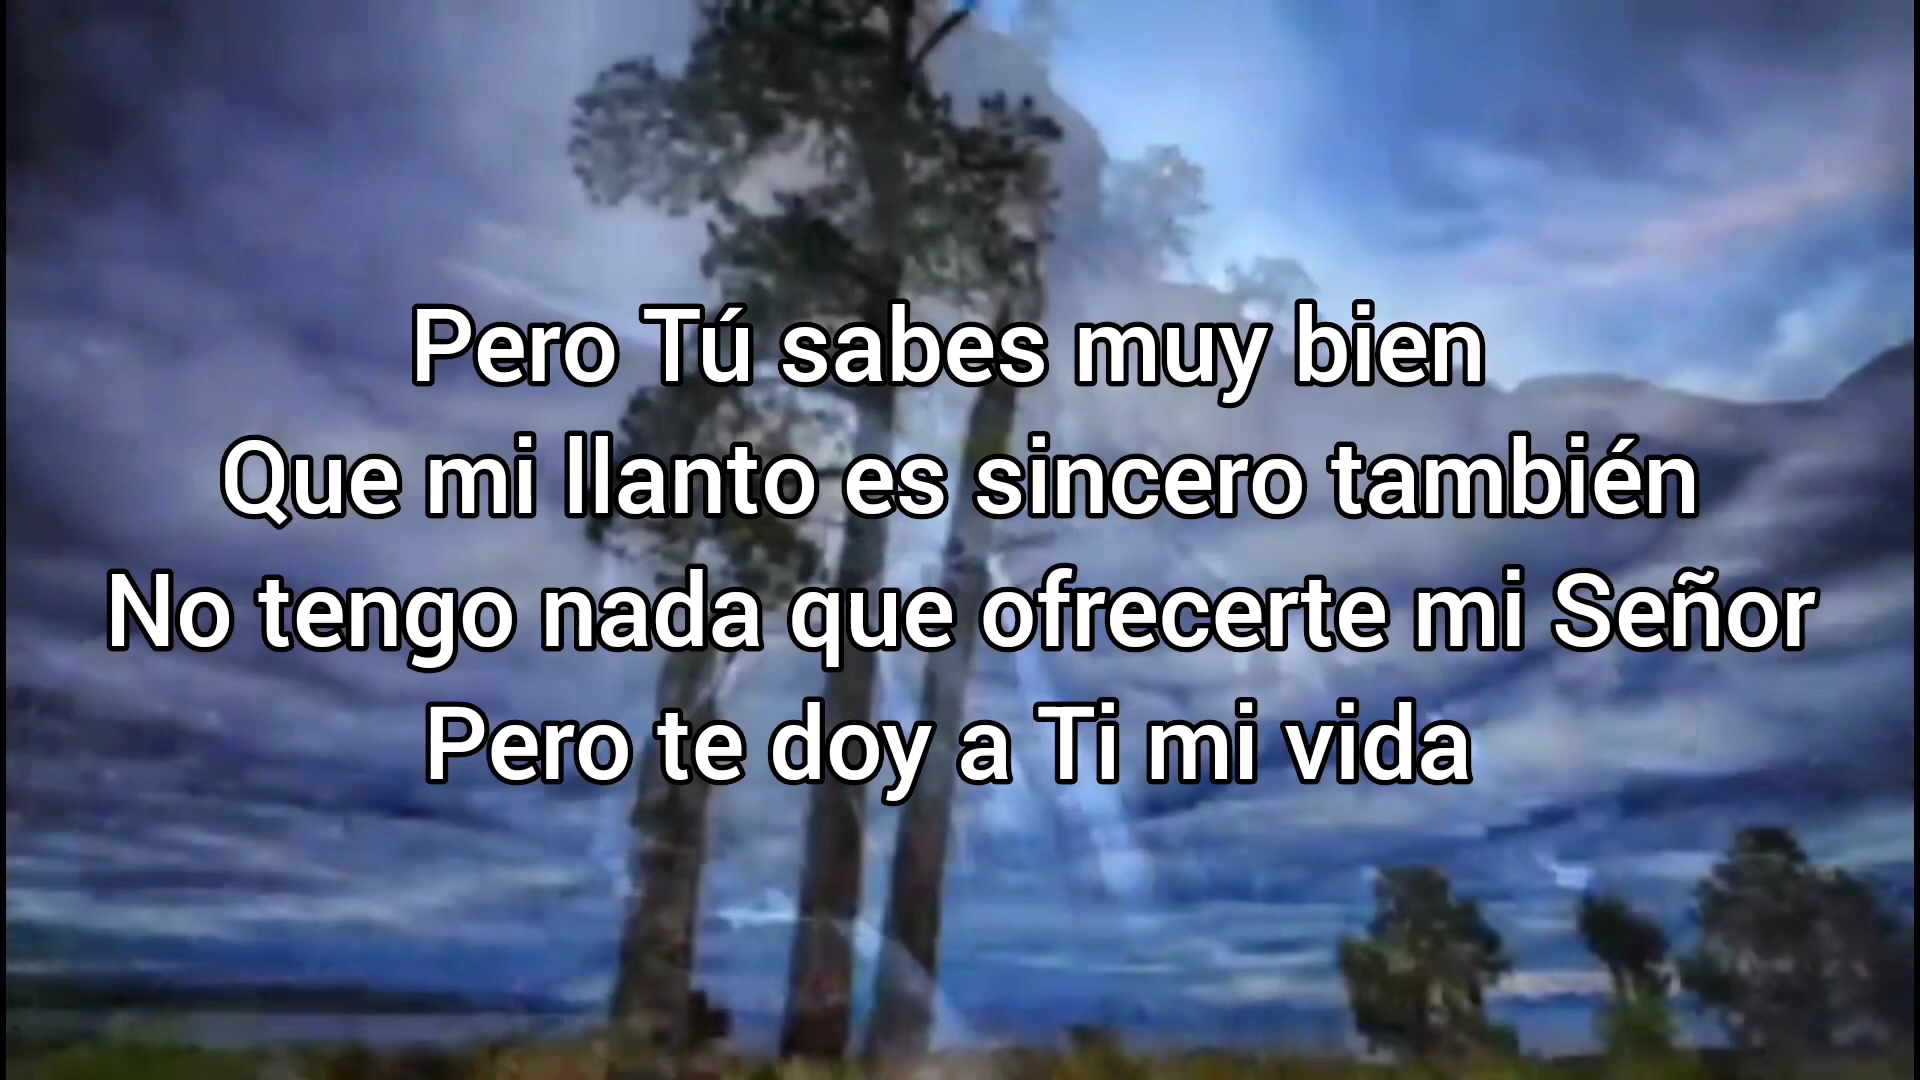 Pero Tú sabes muy bien
Que mi llanto es sincero también
No tengo nada que ofrecerte mi Señor
Pero te doy a Ti mi vida